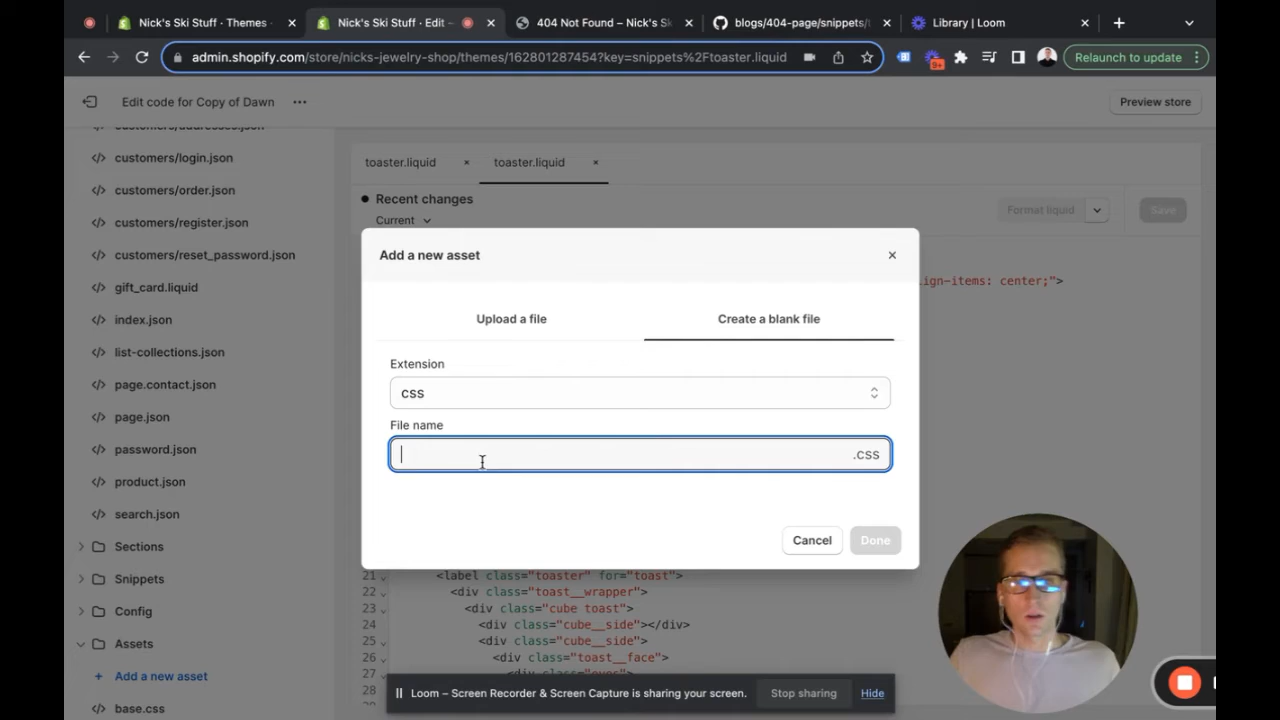 Nick's Ski Stuff · Themes ·
Nick's Ski Stuff · Edit ~
404 Not Found – Nick's Sk
blogs/404-page/snippets/t
Library | Loom
admin.shopify.com/store/nicks-jewelry-shop/themes/162801287454?key=snippets%2Ftoaster.liquid
9+
Relaunch to update
Edit code for Copy of Dawn
Preview store
customers/addresses.json
customers/login.json
customers/order.json
customers/register.json
customers/reset_password.json
gift_card.liquid
index.json
list-collections.json
page.contact.json
page.json
password.json
product.json
search.json
Sections
Snippets
Config
Assets
+ Add a new asset
base.css
toaster.liquid ×
toaster.liquid ×
Recent changes
Current
Format liquid
Save
ign-items: center;">
Add a new asset
Upload a file
Create a blank file
Extension
css
File name
.css
Cancel
Done
21 <label class="toaster" for="toast">
22 <div class="toast__wrapper">
23 <div class="cube toast">
24 <div class="cube__side"></div>
25 <div class="cube__side">
26 <div class="toast__face">
27
28
Loom – Screen Recorder & Screen Capture is sharing your screen.
Stop sharing
Hide